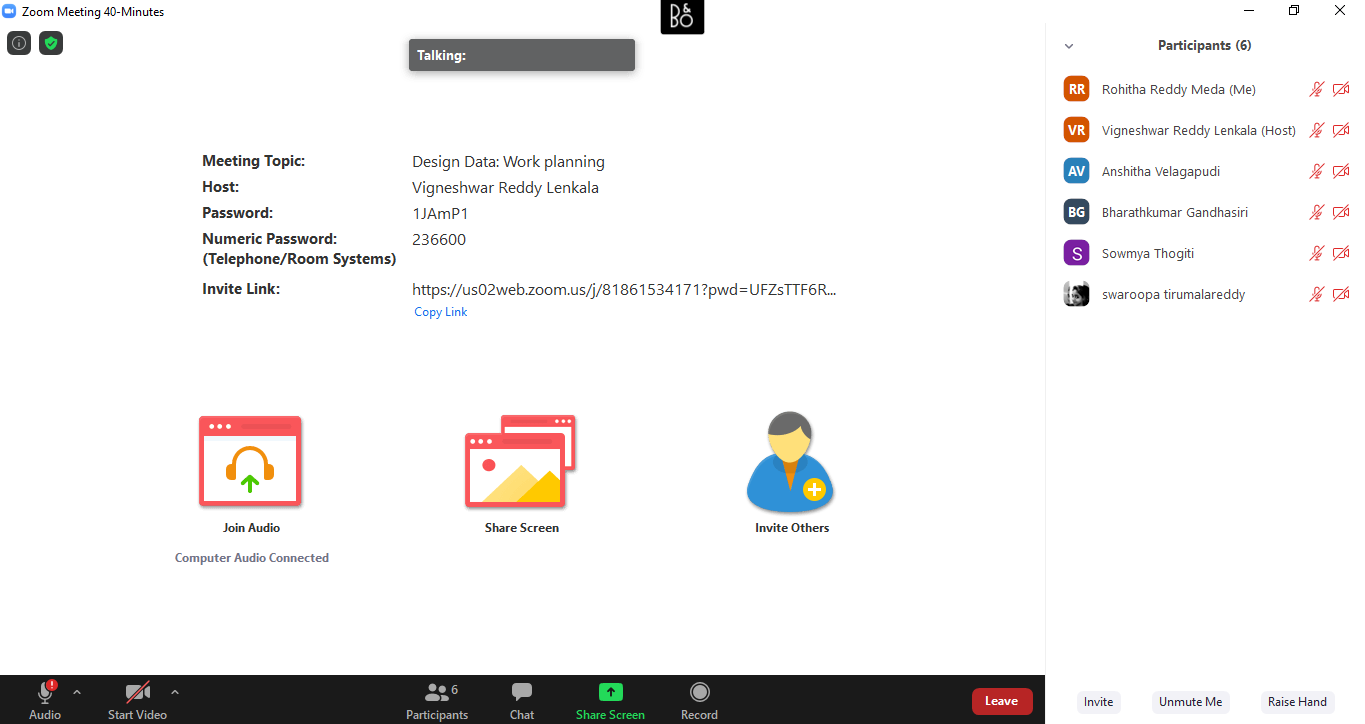 Zoom Meeting 40-Minutes
B&O
Talking:
Meeting Topic: Design Data: Work planning
Host: Vigneshwar Reddy Lenkala
Password: 1JAmP1
Numeric Password: 236600
(Telephone/Room Systems)
Invite Link: https://us02web.zoom.us/j/81861534171?pwd=UFZsTTF6R...
Copy Link
Join Audio
Computer Audio Connected
Share Screen
Invite Others
Participants (6)
RR Rohitha Reddy Meda (Me)
VR Vigneshwar Reddy Lenkala (Host)
AV Anshitha Velagapudi
BG Bharathkumar Gandhasiri
S Sowmya Thogiti
swaroopa tirumalareddy
Audio
Start Video
6
Participants
Chat
Share Screen
Record
Leave
Invite
Unmute Me
Raise Hand